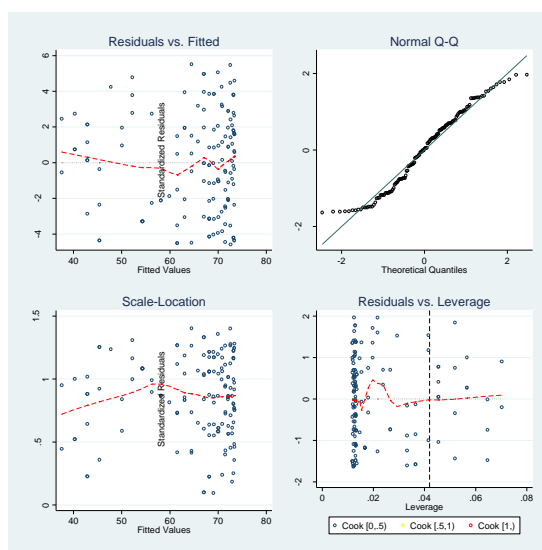 Residuals vs. Fitted
6
4
2
0
-2
-4
40
50
60
70
80
Fitted Values
Normal Q-Q
Standardized Residuals
2
0
-2
-2
0
2
Theoretical Quantiles
Scale-Location
1.5
1
.5
0
40
50
60
70
80
Fitted Values
Residuals vs. Leverage
Standardized Residuals
2
1
0
-1
-2
0
.02
.04
.06
.08
Leverage
Cook [0,.5)
Cook [.5,1)
Cook [1,)